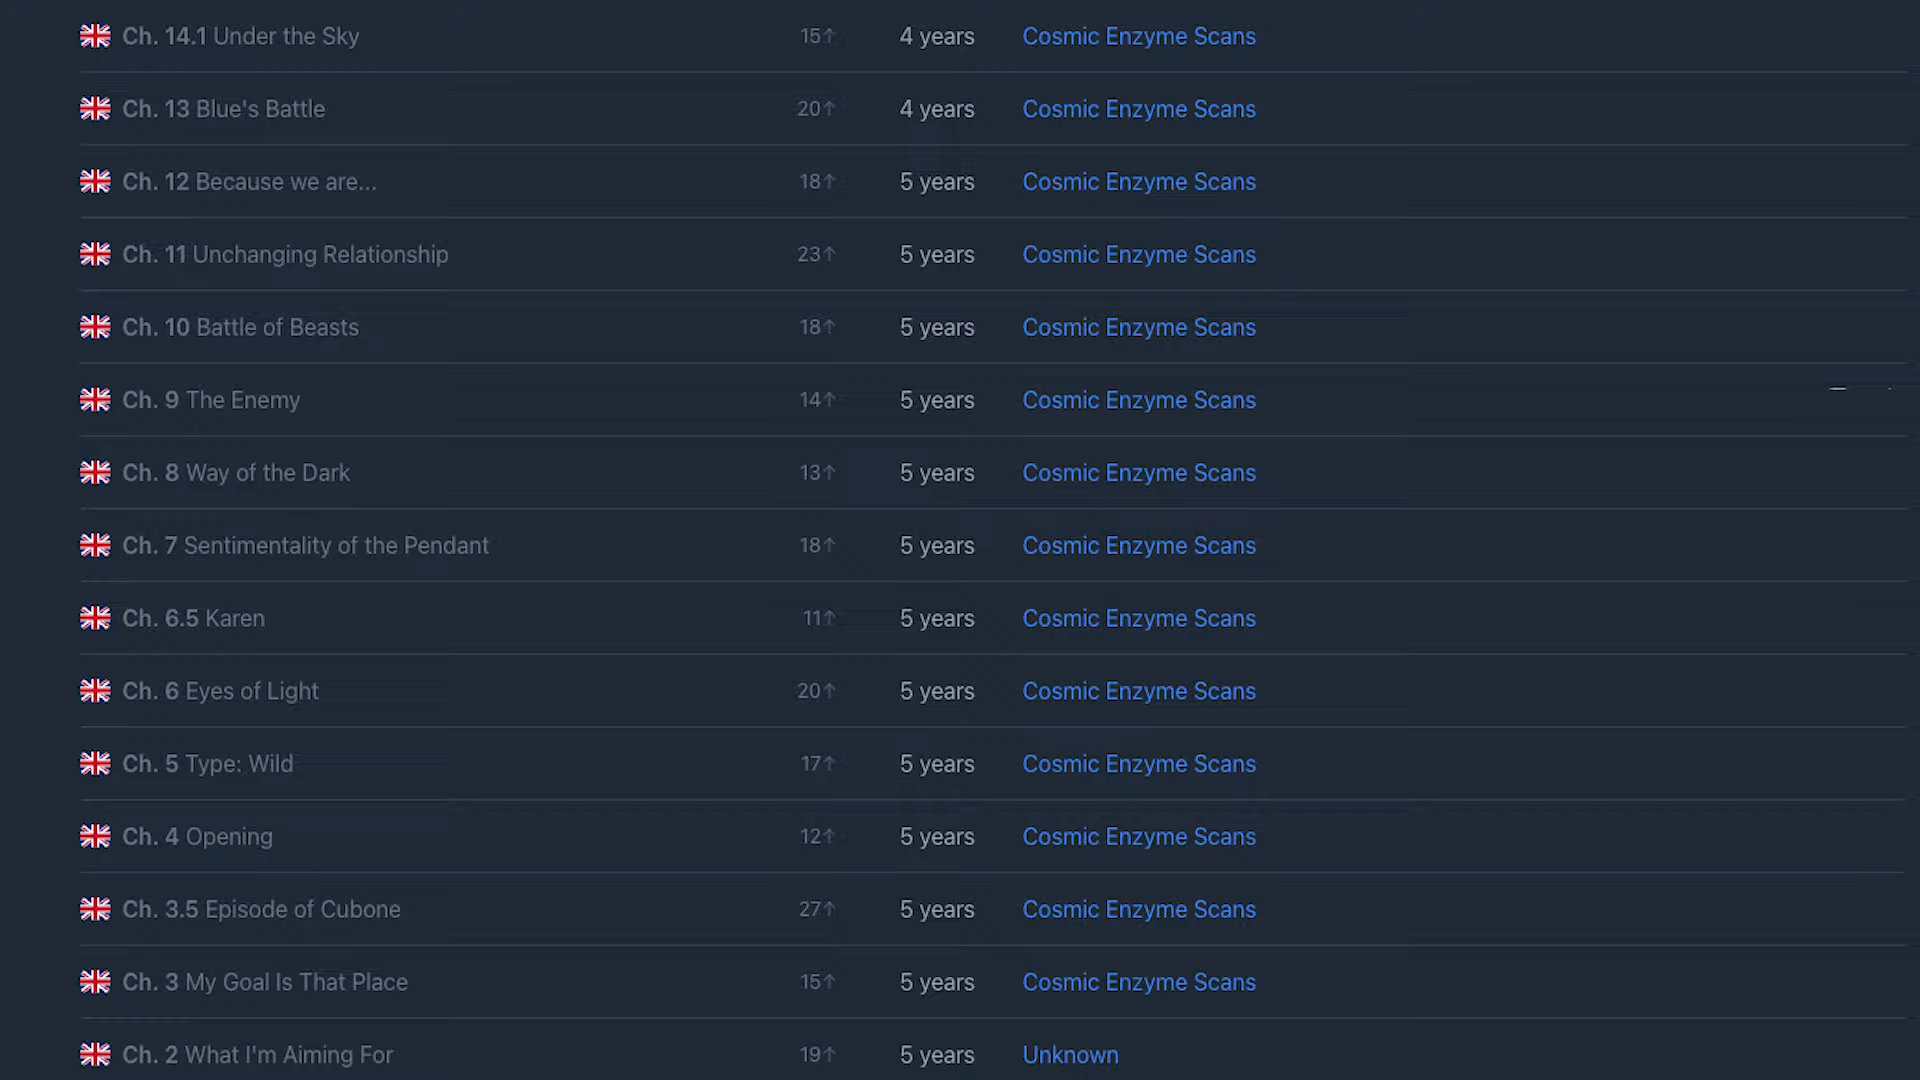 Ch. 14.1 Under the Sky 15↑ 4 years Cosmic Enzyme Scans
Ch. 13 Blue's Battle 20↑ 4 years Cosmic Enzyme Scans
Ch. 12 Because we are... 18↑ 5 years Cosmic Enzyme Scans
Ch. 11 Unchanging Relationship 23↑ 5 years Cosmic Enzyme Scans
Ch. 10 Battle of Beasts 18↑ 5 years Cosmic Enzyme Scans
Ch. 9 The Enemy 14↑ 5 years Cosmic Enzyme Scans
Ch. 8 Way of the Dark 13↑ 5 years Cosmic Enzyme Scans
Ch. 7 Sentimentality of the Pendant 18↑ 5 years Cosmic Enzyme Scans
Ch. 6.5 Karen 11↑ 5 years Cosmic Enzyme Scans
Ch. 6 Eyes of Light 20↑ 5 years Cosmic Enzyme Scans
Ch. 5 Type: Wild 17↑ 5 years Cosmic Enzyme Scans
Ch. 4 Opening 12↑ 5 years Cosmic Enzyme Scans
Ch. 3.5 Episode of Cubone 27↑ 5 years Cosmic Enzyme Scans
Ch. 3 My Goal Is That Place 15↑ 5 years Cosmic Enzyme Scans
Ch. 2 What I'm Aiming For 19↑ 5 years Unknown